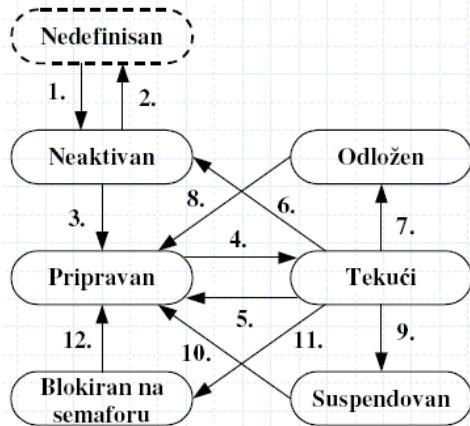 Nedefinisan
1.
2.
Neaktivan
Odložen
3.
8.
6.
7.
4.
Pripravan
Tekući
5.
12.
10.
11.
9.
Blokiran na
semaforu
Suspendovan